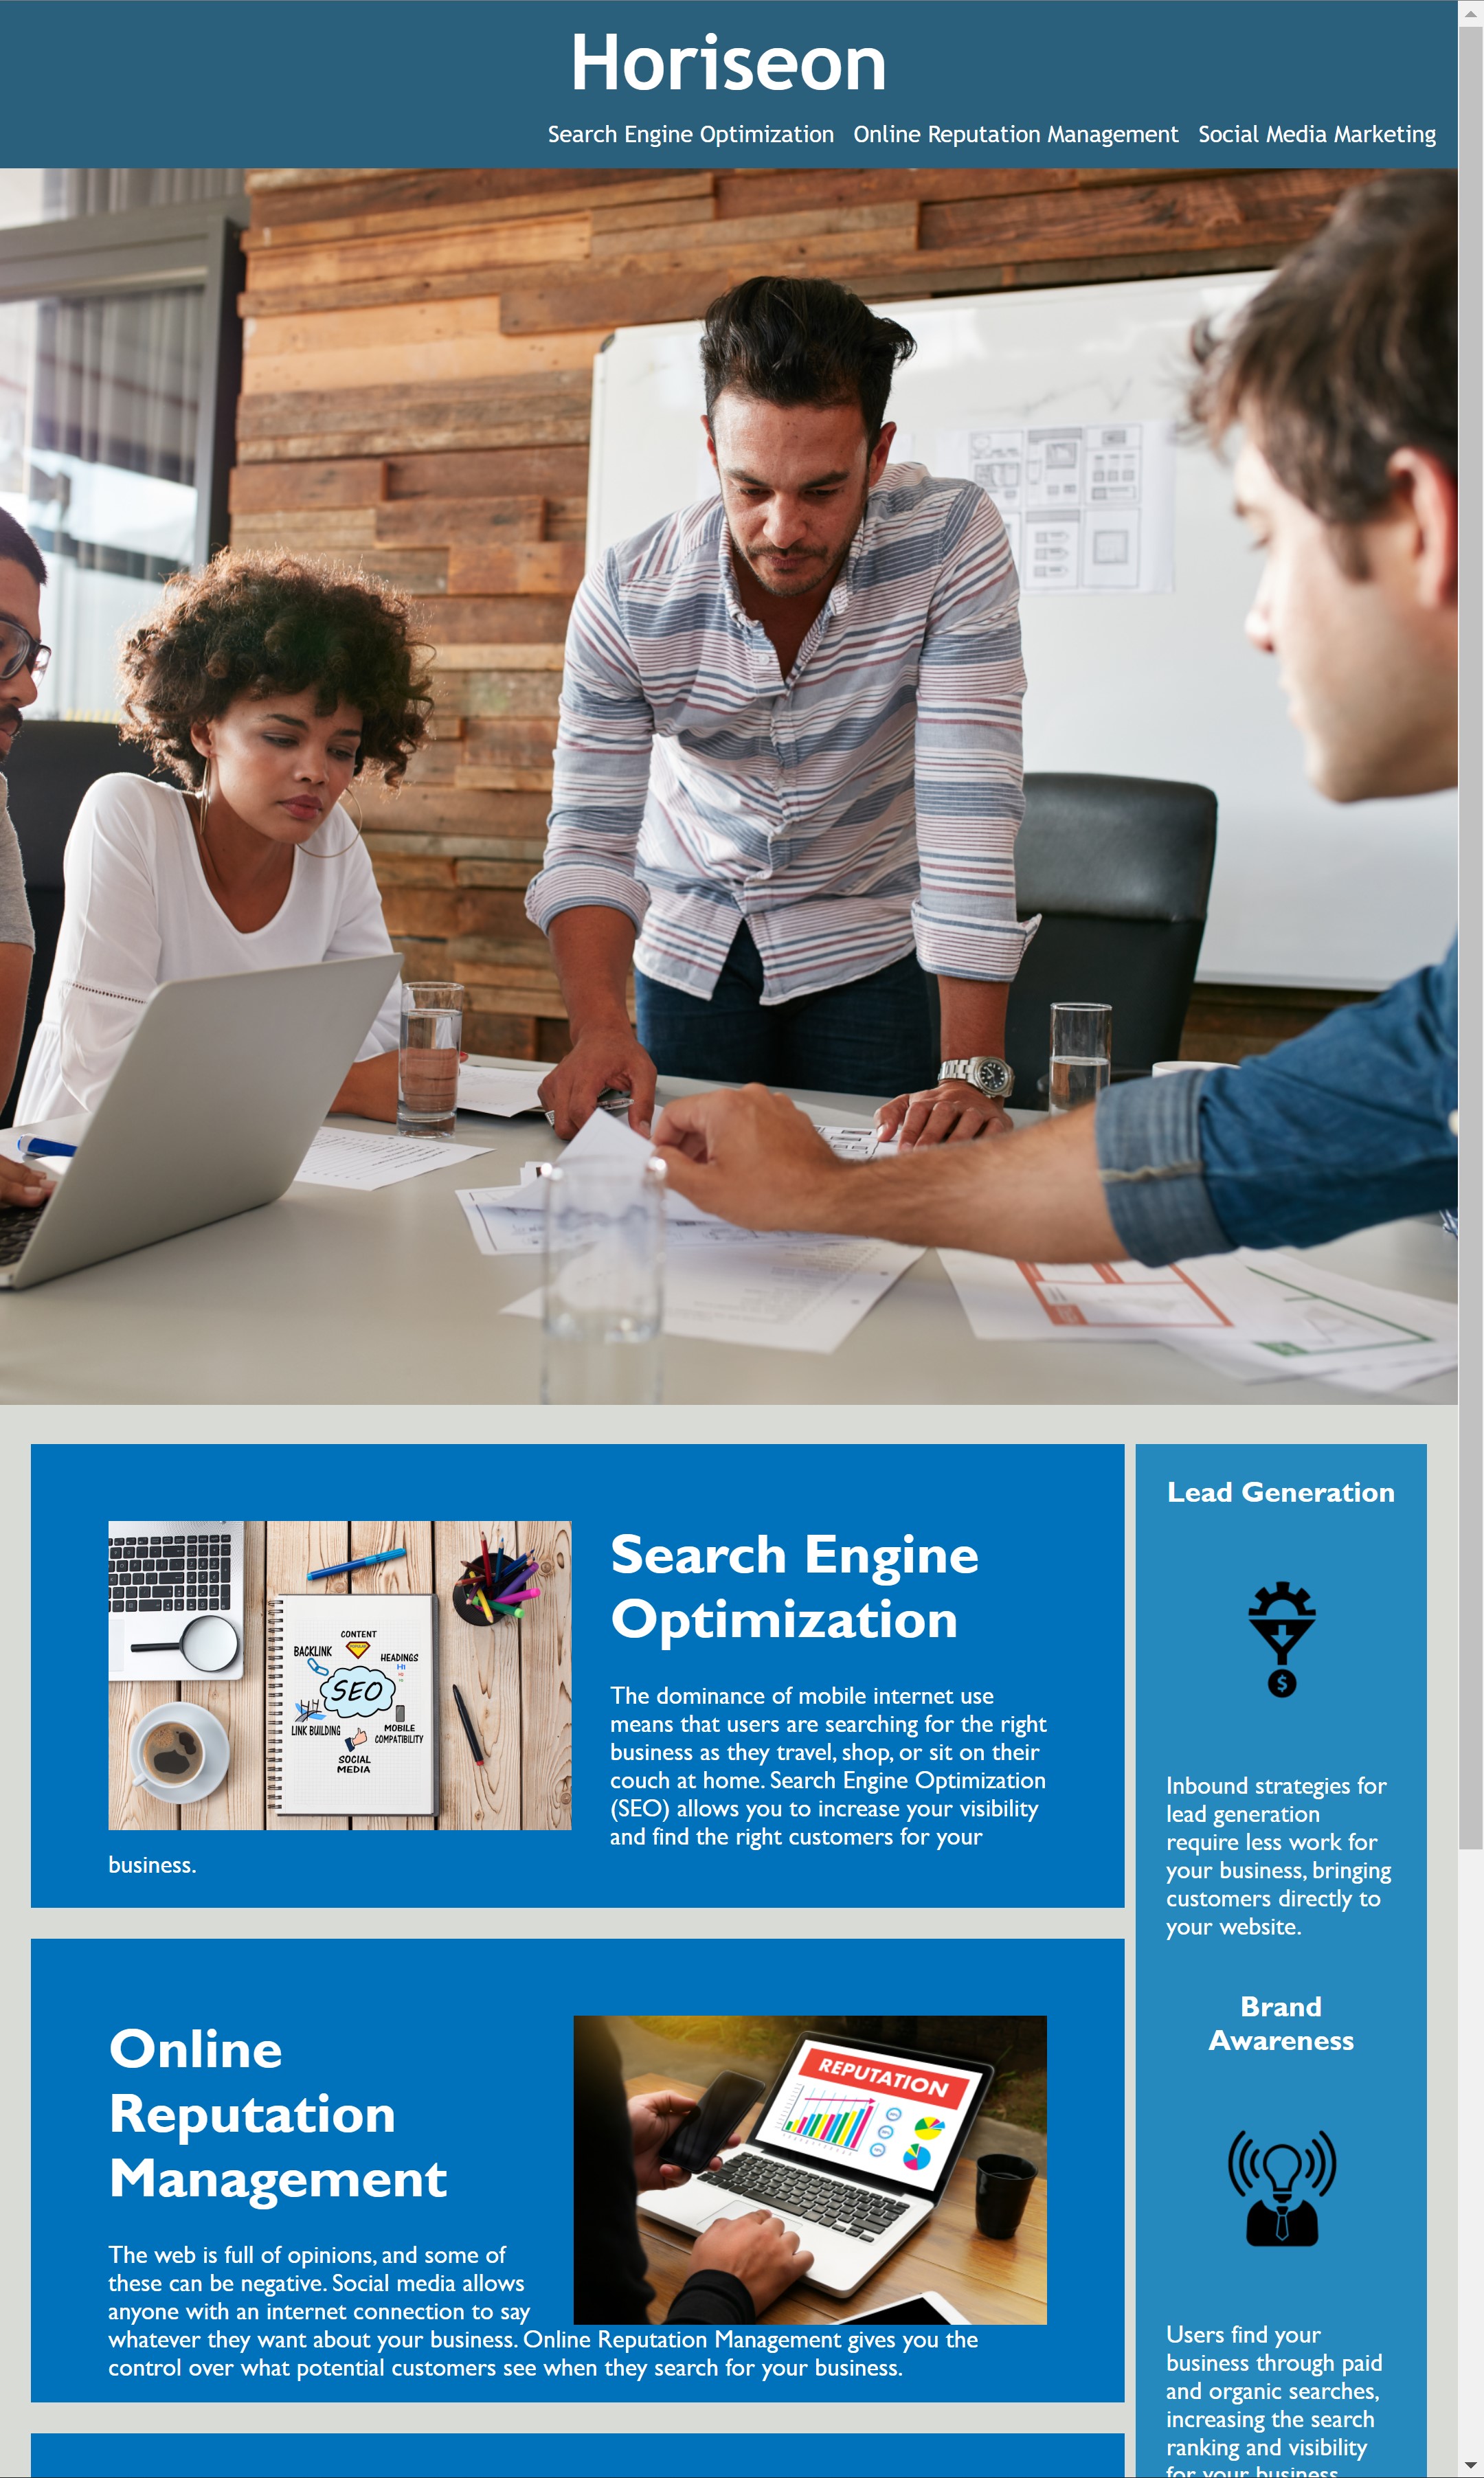 Horiseon
Search Engine Optimization Online Reputation Management Social Media Marketing
Search Engine
Optimization
CONTENT
BACKLINK
HEADINGS
H1
SEO
LINK BUILDING
MOBILE
COMPATIBILITY
SOCIAL
MEDIA
The dominance of mobile internet use
means that users are searching for the right
business as they travel, shop, or sit on their
couch at home. Search Engine Optimization
(SEO) allows you to increase your visibility
and find the right customers for your
business.
Online
Reputation
Management
REPUTATION
The web is full of opinions, and some of
these can be negative. Social media allows
anyone with an internet connection to say
whatever they want about your business. Online Reputation Management gives you the
control over what potential customers see when they search for your business.
Lead Generation
$
Inbound strategies for
lead generation
require less work for
your business, bringing
customers directly to
your website.
Brand
Awareness
Users find your
business through paid
and organic searches,
increasing the search
ranking and visibility
for your business.